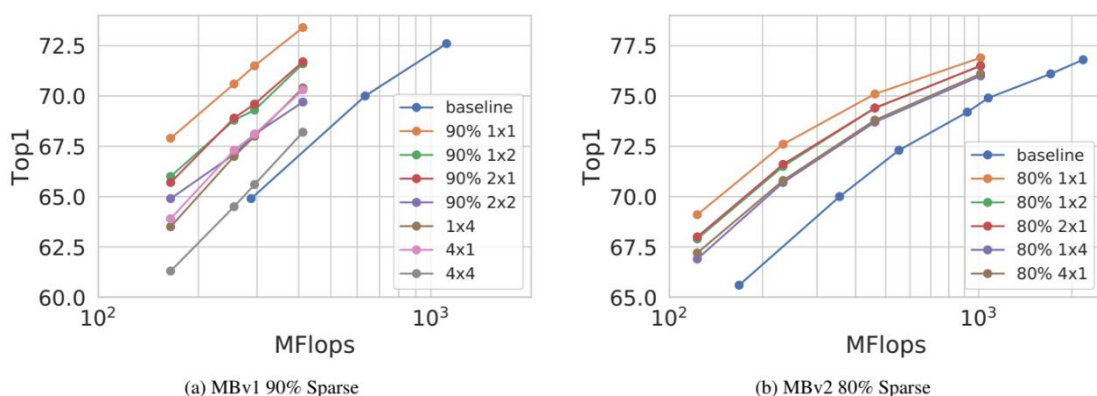 72.5
70.0
67.5
65.0
62.5
60.0
Top1
10²
10³
MFlops
baseline
90% 1x1
90% 1x2
90% 2x1
90% 2x2
1x4
4x1
4x4
(a) MBv1 90% Sparse
77.5
75.0
72.5
70.0
67.5
65.0
Top1
10²
10³
MFlops
baseline
80% 1x1
80% 1x2
80% 2x1
80% 1x4
80% 4x1
(b) MBv2 80% Sparse